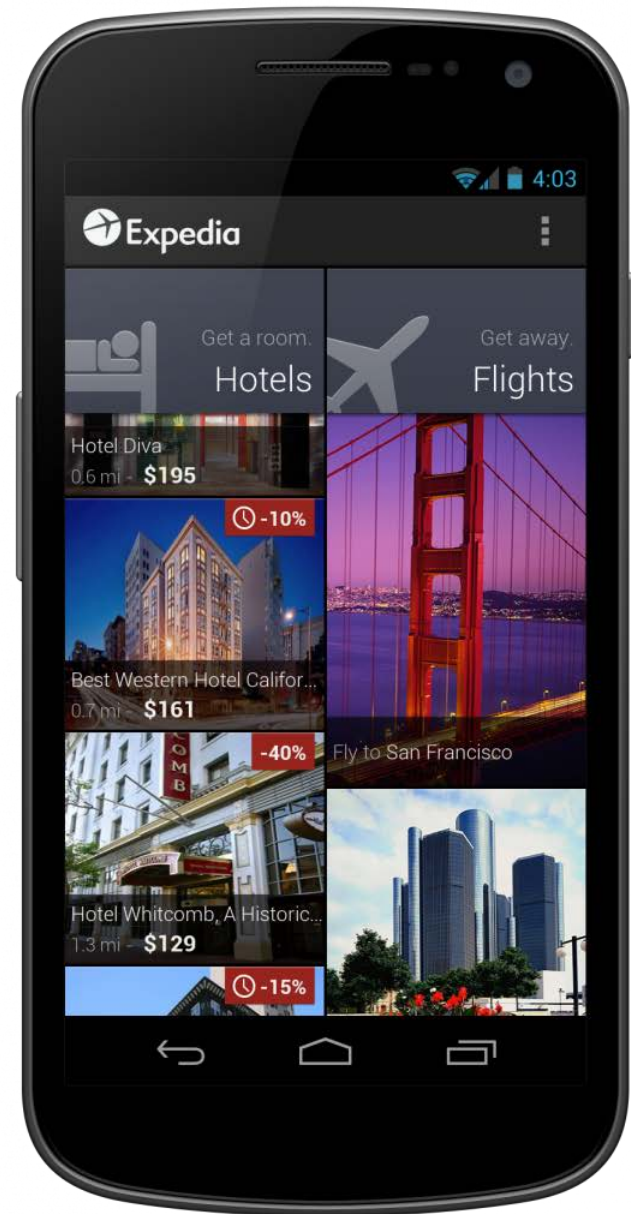 4:03
Expedia
Get a room.
Hotels
Get away.
Flights
Hotel Diva
0.6 mi - $195
-10%
Best Western Hotel Califor...
0.7 mi - $161
-40%
COMB
Hotel Whitcomb, A Historic...
1.3 mi - $129
-15%
Fly to San Francisco